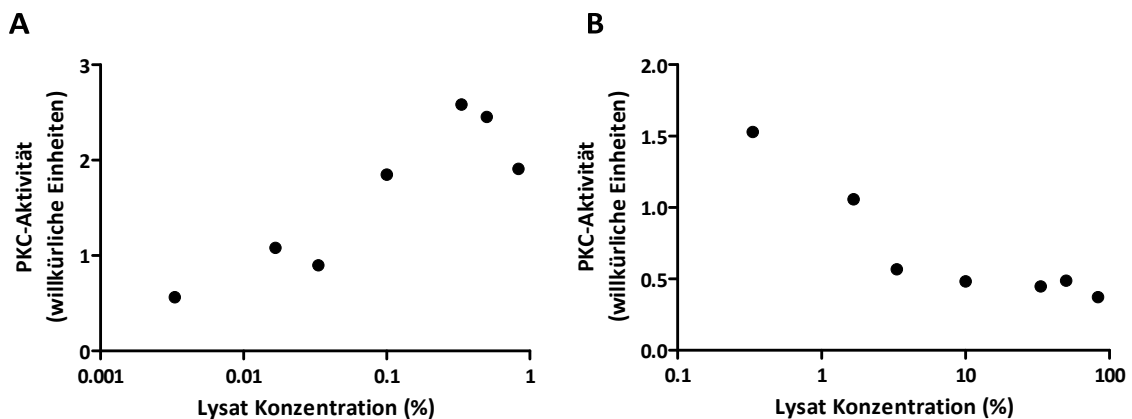 A
3
2
1
0
0.001
0.01
0.1
1
PKC-Aktivität
(willkürliche Einheiten)
Lysat Konzentration (%)
B
2.0
1.5
1.0
0.5
0.0
0.1
1
10
100
PKC-Aktivität
(willkürliche Einheiten)
Lysat Konzentration (%)